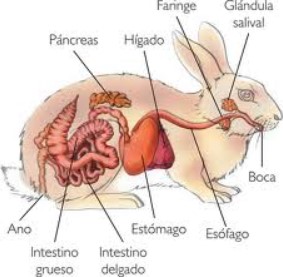 Faringe
Glándula
salival
Páncreas
Hígado
Boca
Ano
Estómago
Esófago
Intestino
grueso
Intestino
delgado